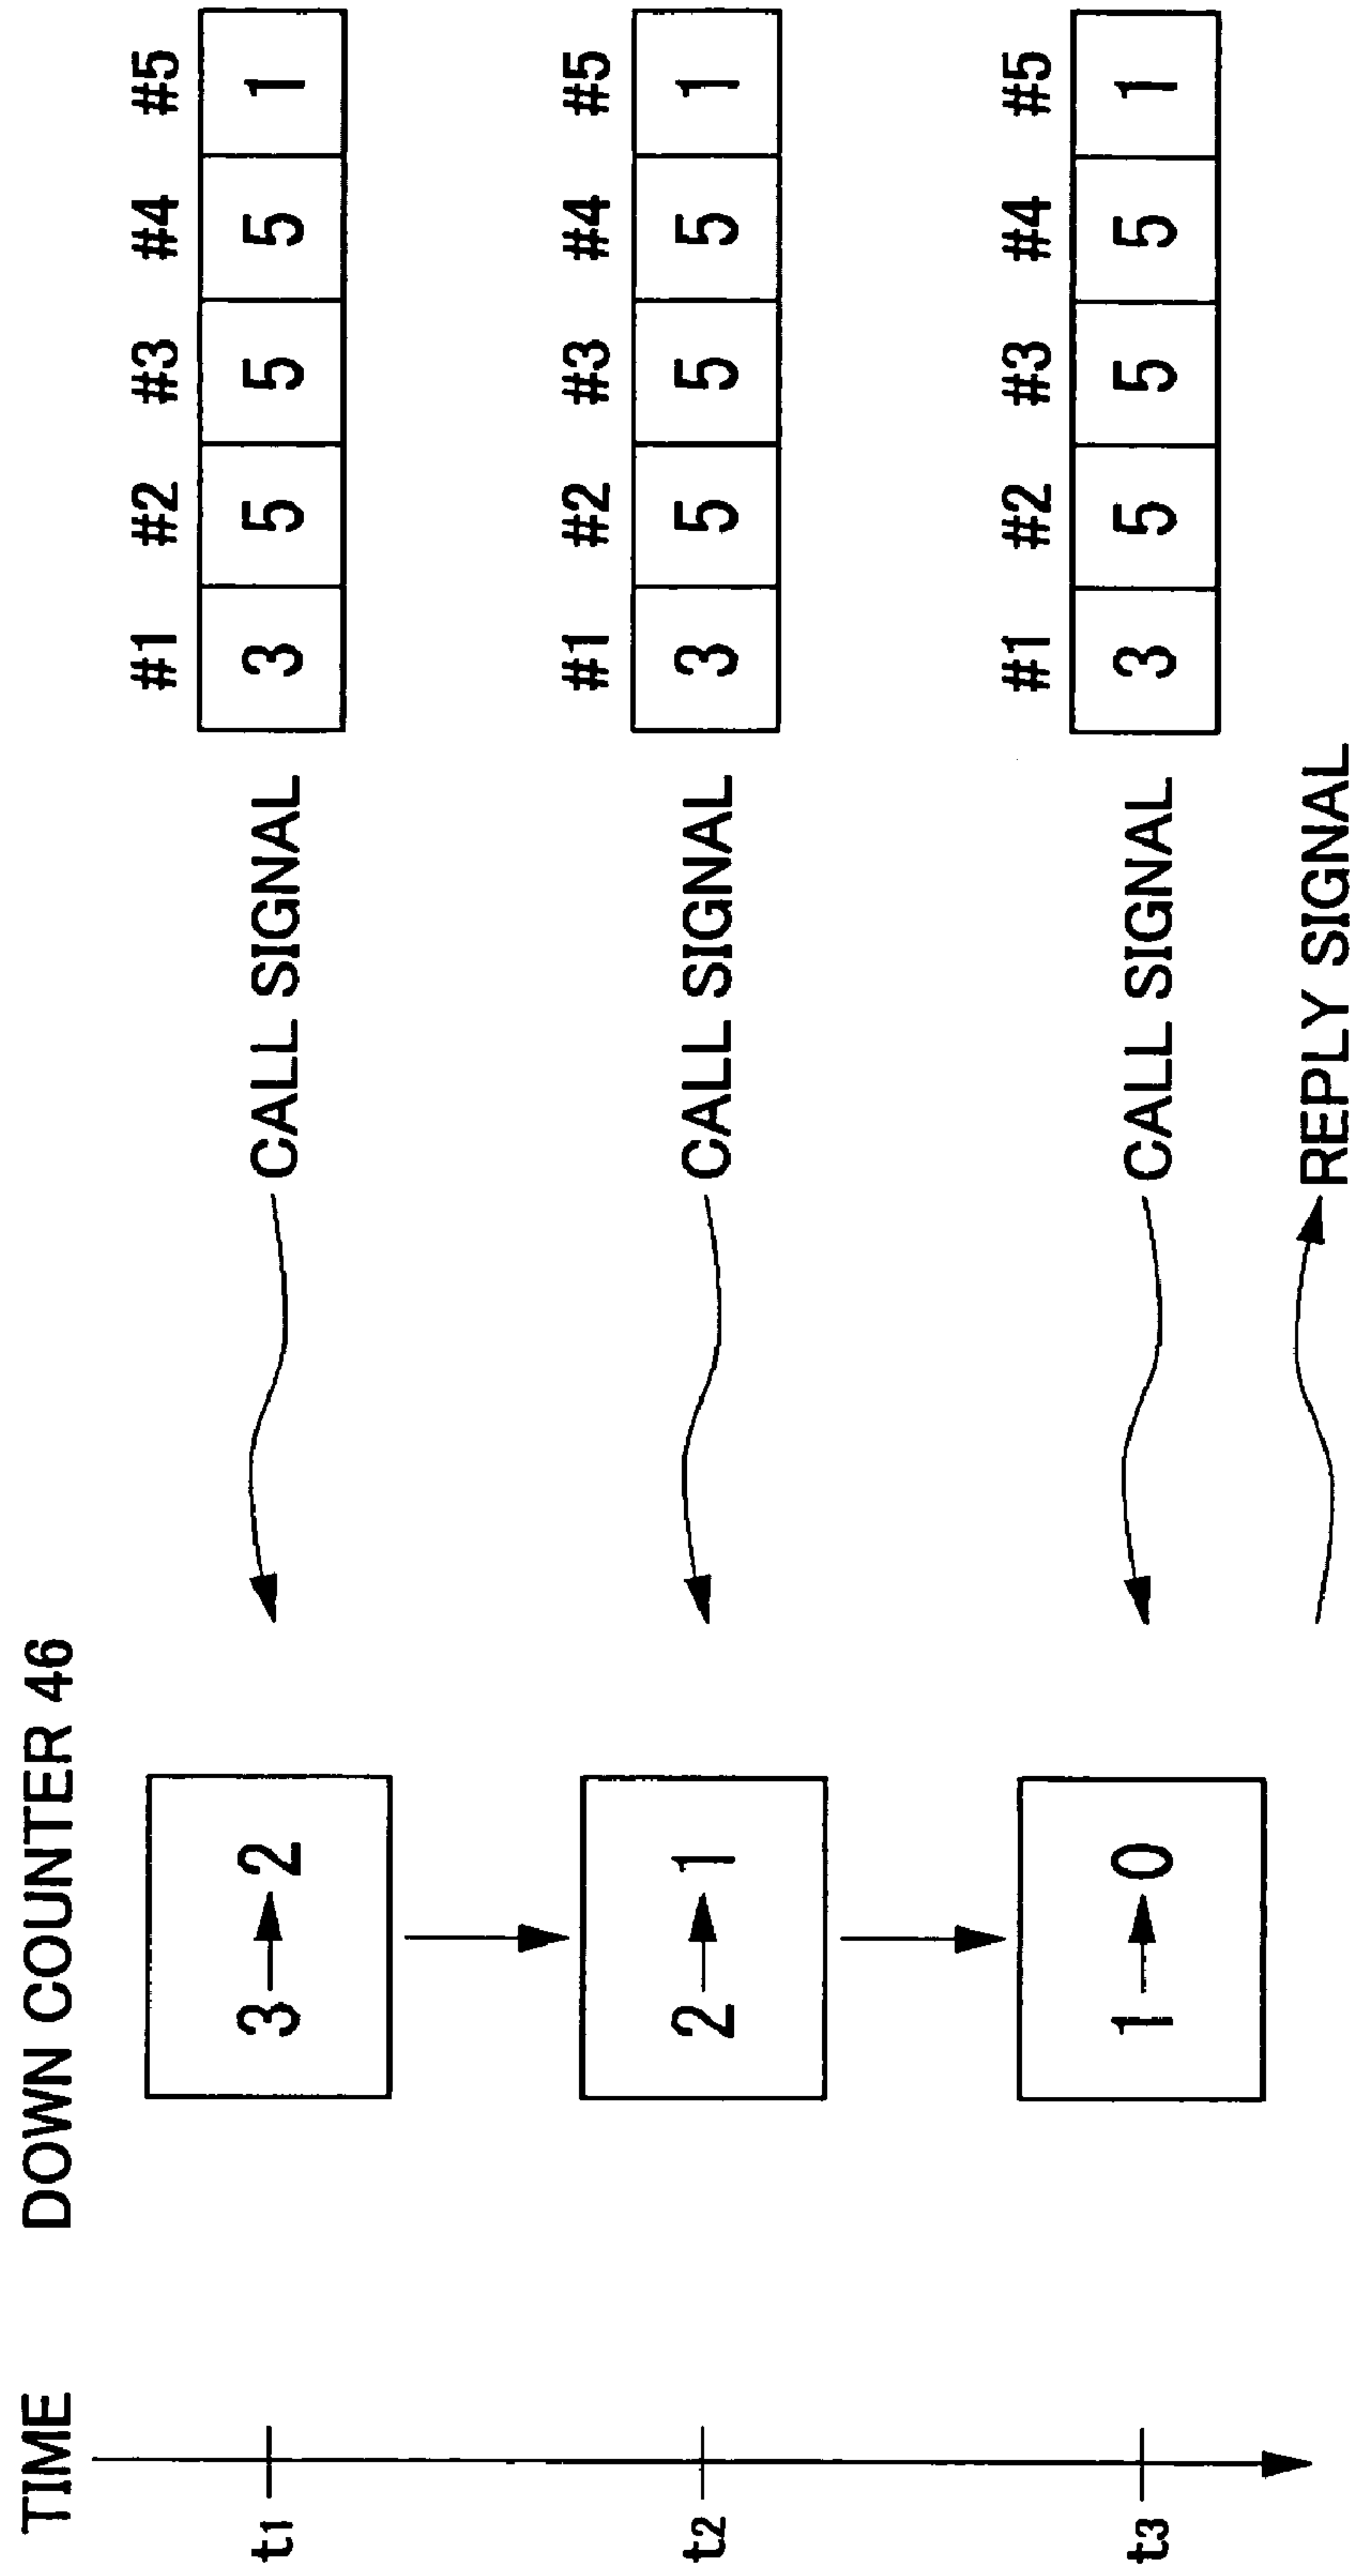 TIME DOWN COUNTER 46
#1 #2 #3 #4 #5
t1 3 2 CALL SIGNAL 3 5 5 5 1
#1 #2 #3 #4 #5
t2 2 1 CALL SIGNAL 3 5 5 5 1
#1 #2 #3 #4 #5
t3 1 0 CALL SIGNAL 3 5 5 5 1
REPLY SIGNAL